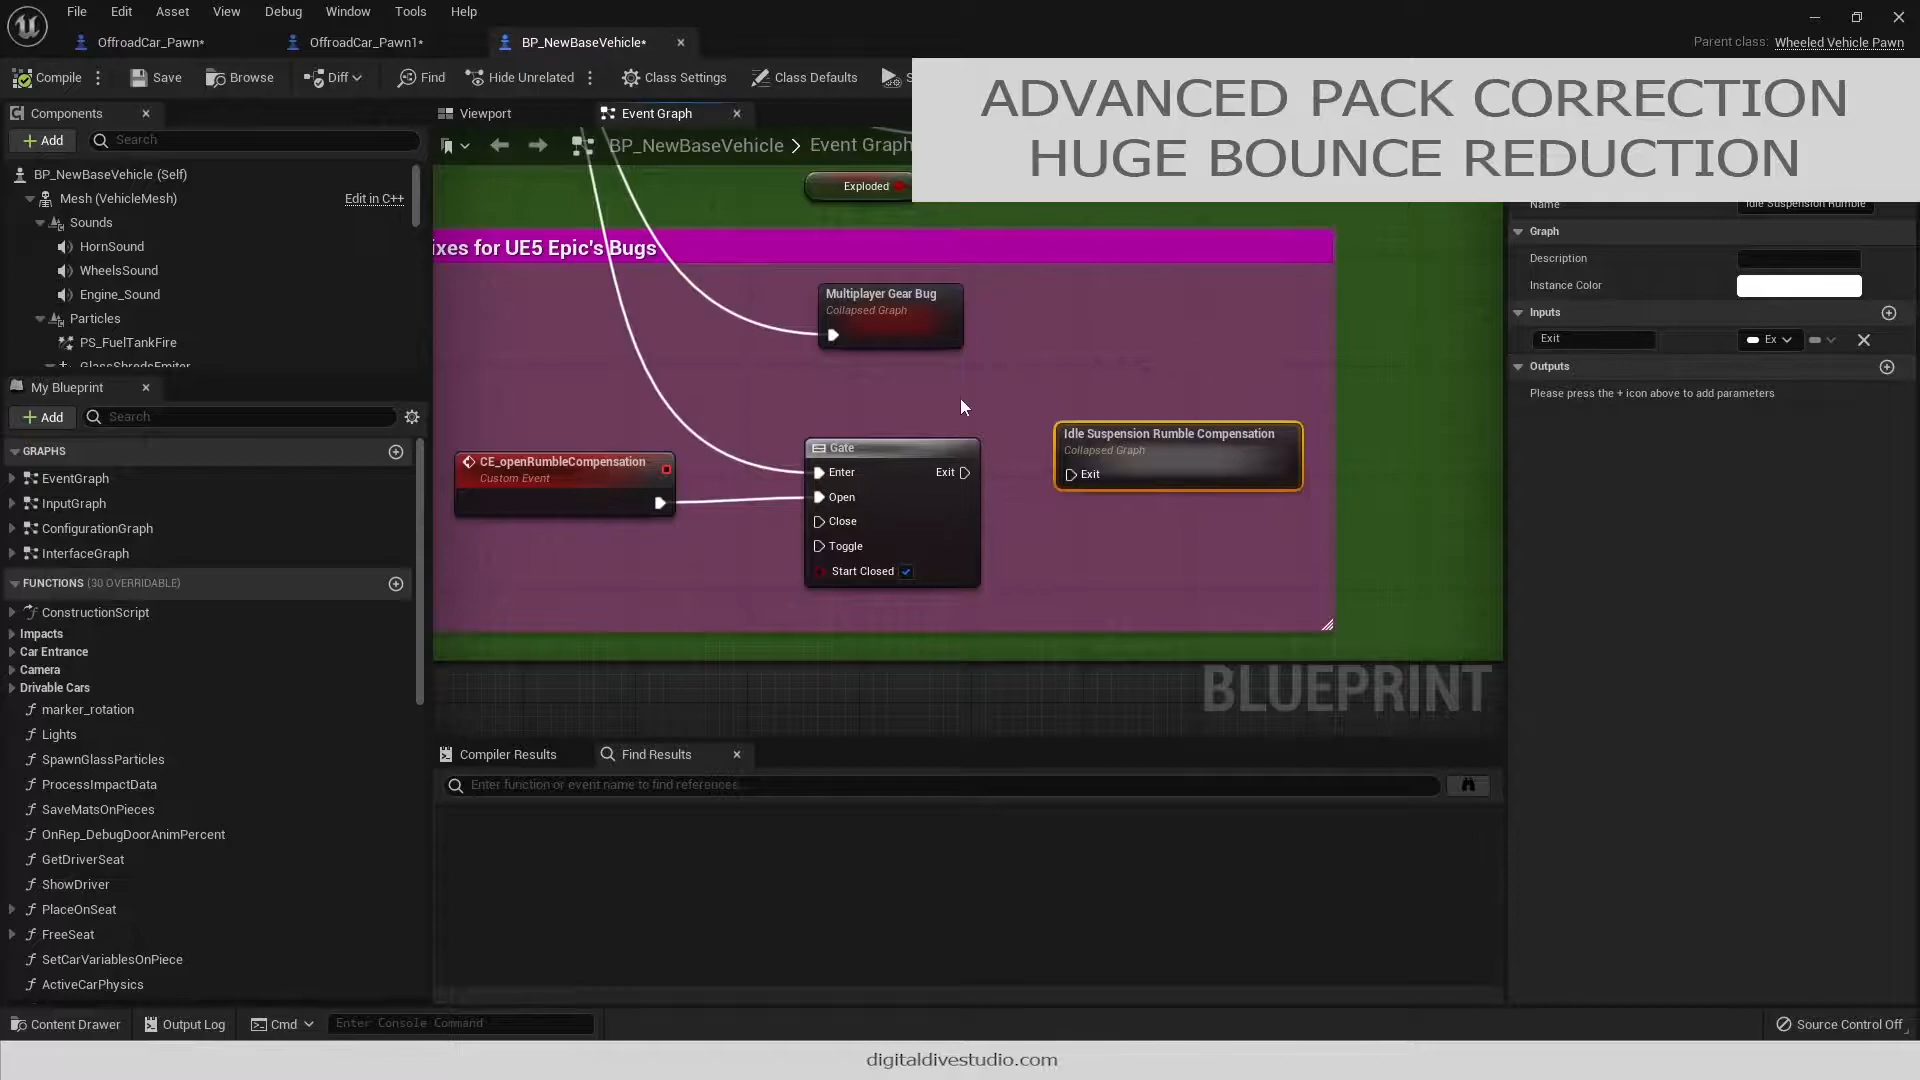 File Edit Asset View Debug Window Tools Help
OffroadCar_Pawn* OffroadCar_Pawn1* BP_NewBaseVehicle*
Parent class: Wheeled Vehicle Pawn
Compile Save Browse Diff Find Hide Unrelated Class Settings Class Defaults
ADVANCED PACK CORRECTION
HUGE BOUNCE REDUCTION
Components
Add Search
BP_NewBaseVehicle (Self)
Mesh (VehicleMesh) Edit in C++
Sounds
HornSound
WheelsSound
Engine_Sound
Particles
PS_FuelTankFire
GlassShredsEmiter
My Blueprint
Add Search
GRAPHS
EventGraph
InputGraph
ConfigurationGraph
InterfaceGraph
FUNCTIONS (30 OVERRIDABLE)
ConstructionScript
Impacts
Car Entrance
Camera
Drivable Cars
marker_rotation
Lights
SpawnGlassParticles
ProcessImpactData
SaveMatsOnPieces
OnRep_DebugDoorAnimPercent
GetDriverSeat
ShowDriver
PlaceOnSeat
FreeSeat
SetCarVariablesOnPiece
ActiveCarPhysics
Viewport Event Graph
BP_NewBaseVehicle > Event Graph
Exploded
ixes for UE5 Epic's Bugs
Multiplayer Gear Bug
Collapsed Graph
CE_openRumbleCompensation
Custom Event
Gate
Enter Exit
Open
Close
Toggle
Start Closed
Idle Suspension Rumble Compensation
Collapsed Graph
Exit
BLUEPRINT
Compiler Results Find Results
Enter function or event name to find references...
Name Idle Suspension Rumble
Graph
Description
Instance Color
Inputs
Exit Ex
Outputs
Please press the + icon above to add parameters
Content Drawer Output Log Cmd Enter Console Command Source Control Off
digitaldivestudio.com